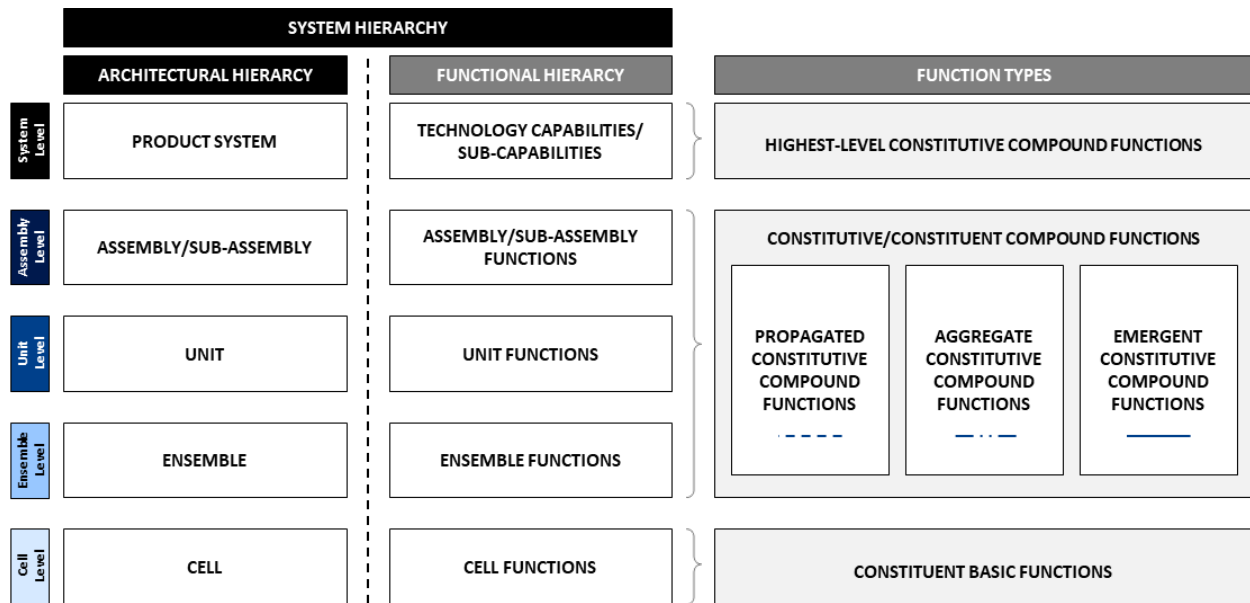 SYSTEM HIERARCHY
ARCHITECTURAL HIERARCY
FUNCTIONAL HIERARCY
FUNCTION TYPES
System
Level
PRODUCT SYSTEM
TECHNOLOGY CAPABILITIES/
SUB-CAPABILITIES
HIGHEST-LEVEL CONSTITUTIVE COMPOUND FUNCTIONS
Assembly
Level
ASSEMBLY/SUB-ASSEMBLY
ASSEMBLY/SUB-ASSEMBLY
FUNCTIONS
CONSTITUTIVE/CONSTITUENT COMPOUND FUNCTIONS
Unit
Level
UNIT
UNIT FUNCTIONS
PROPAGATED
CONSTITUTIVE
COMPOUND
FUNCTIONS
AGGREGATE
CONSTITUTIVE
COMPOUND
FUNCTIONS
EMERGENT
CONSTITUTIVE
COMPOUND
FUNCTIONS
Ensemble
Level
ENSEMBLE
ENSEMBLE FUNCTIONS
Cell
Level
CELL
CELL FUNCTIONS
CONSTITUENT BASIC FUNCTIONS